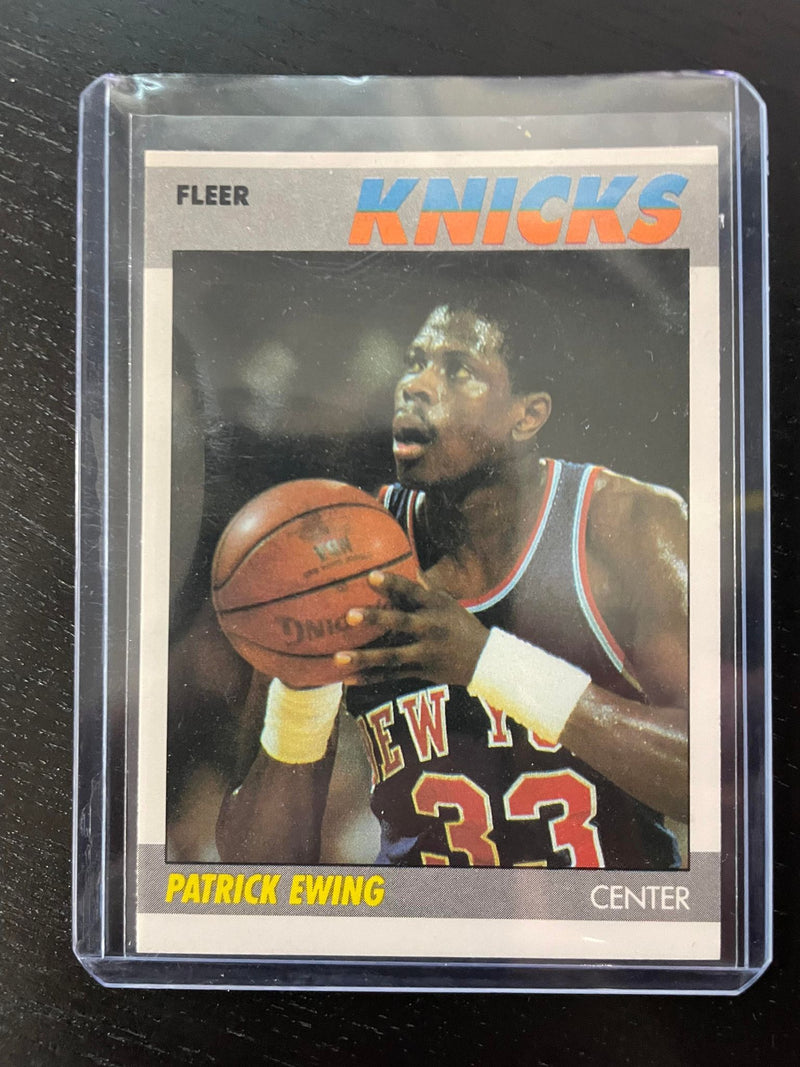 FLEER
KNICKS
NEW YO
33
PATRICK EWING
CENTER